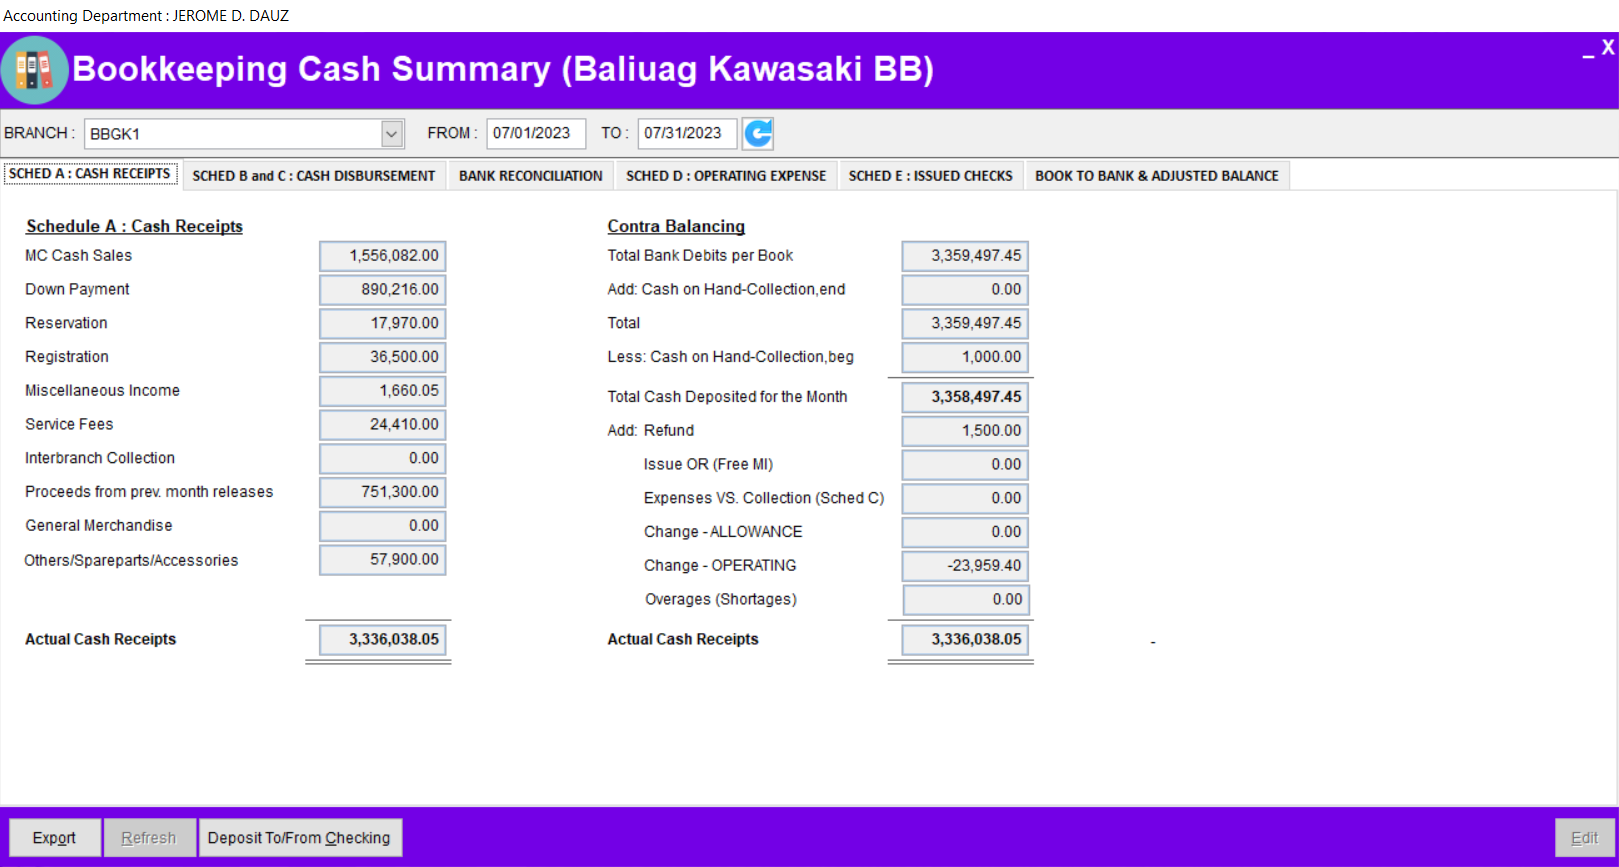 Accounting Department : JEROME D. DAUZ
Bookkeeping Cash Summary (Baliuag Kawasaki BB)
_ X
BRANCH : BBGK1 FROM : 07/01/2023 TO : 07/31/2023
SCHED A : CASH RECEIPTS SCHED B and C : CASH DISBURSEMENT BANK RECONCILIATION SCHED D : OPERATING EXPENSE SCHED E : ISSUED CHECKS BOOK TO BANK & ADJUSTED BALANCE
Schedule A : Cash Receipts
MC Cash Sales 1,556,082.00
Down Payment 890,216.00
Reservation 17,970.00
Registration 36,500.00
Miscellaneous Income 1,660.05
Service Fees 24,410.00
Interbranch Collection 0.00
Proceeds from prev. month releases 751,300.00
General Merchandise 0.00
Others/Spareparts/Accessories 57,900.00
Actual Cash Receipts 3,336,038.05
Contra Balancing
Total Bank Debits per Book 3,359,497.45
Add: Cash on Hand-Collection,end 0.00
Total 3,359,497.45
Less: Cash on Hand-Collection,beg 1,000.00
Total Cash Deposited for the Month 3,358,497.45
Add: Refund 1,500.00
Issue OR (Free MI) 0.00
Expenses VS. Collection (Sched C) 0.00
Change - ALLOWANCE 0.00
Change - OPERATING -23,959.40
Overages (Shortages) 0.00
Actual Cash Receipts 3,336,038.05 -
Export Refresh Deposit To/From Checking Edit